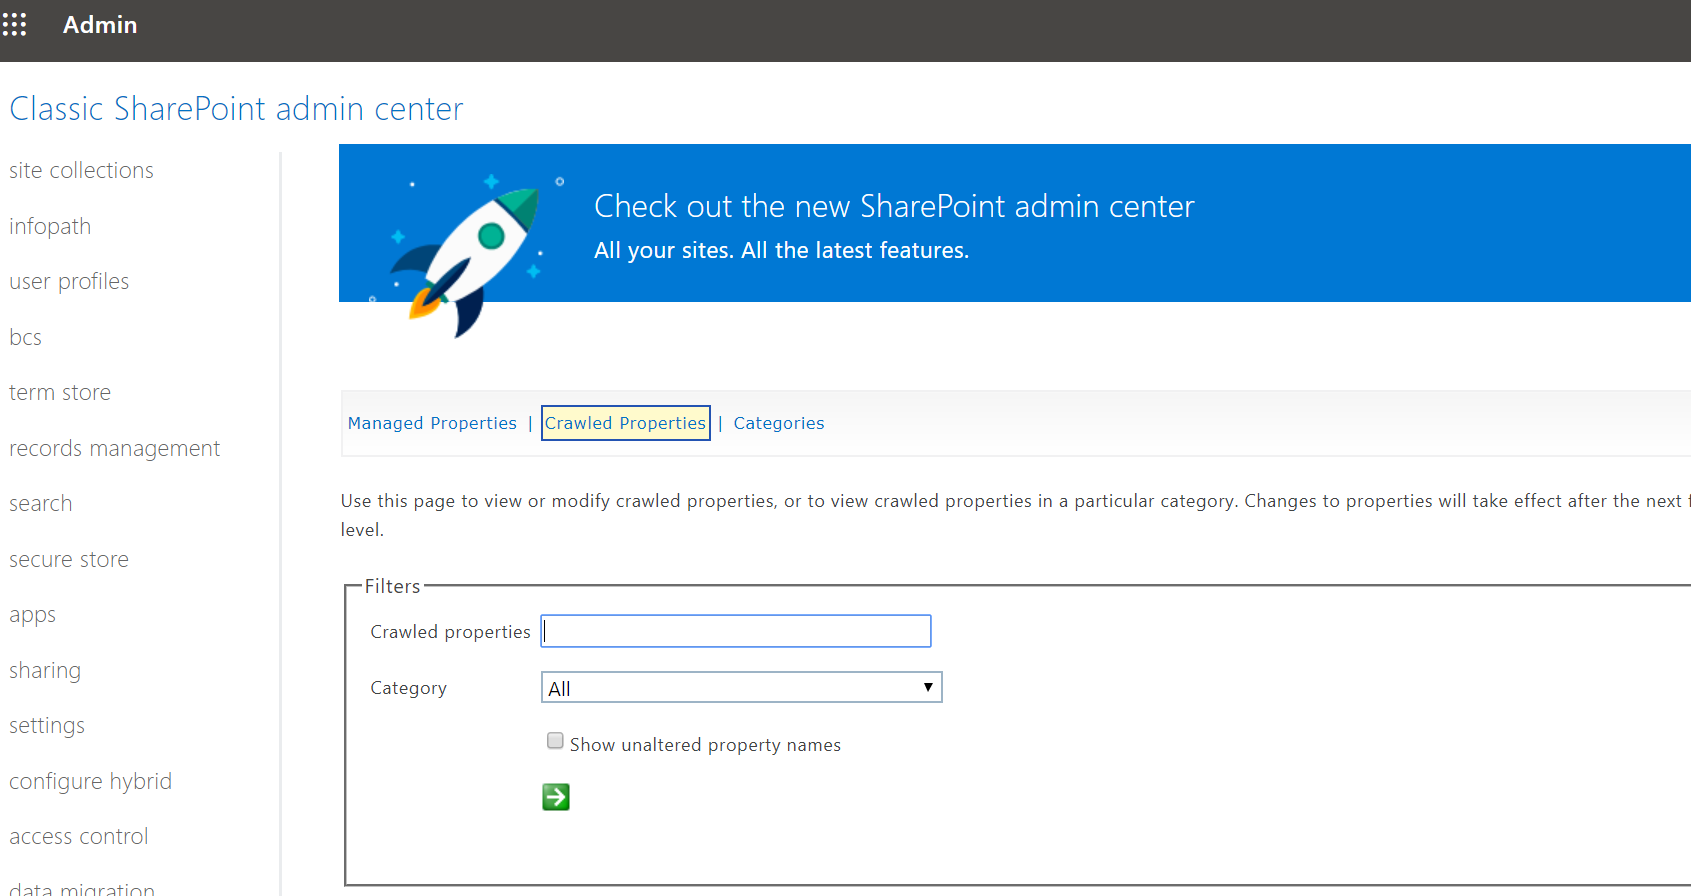 Admin
Classic SharePoint admin center
site collections
infopath
user profiles
bcs
term store
records management
search
secure store
apps
sharing
settings
configure hybrid
access control
data migration
Check out the new SharePoint admin center
All your sites. All the latest features.
Managed Properties | Crawled Properties | Categories
Use this page to view or modify crawled properties, or to view crawled properties in a particular category. Changes to properties will take effect after the next
level.
Filters
Crawled properties
Category All
Show unaltered property names